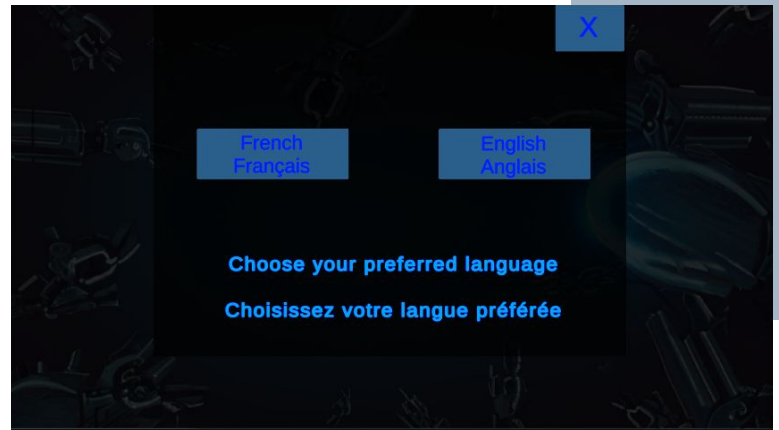 X
French
Français
English
Anglais
Choose your preferred language
Choisissez votre langue préférée